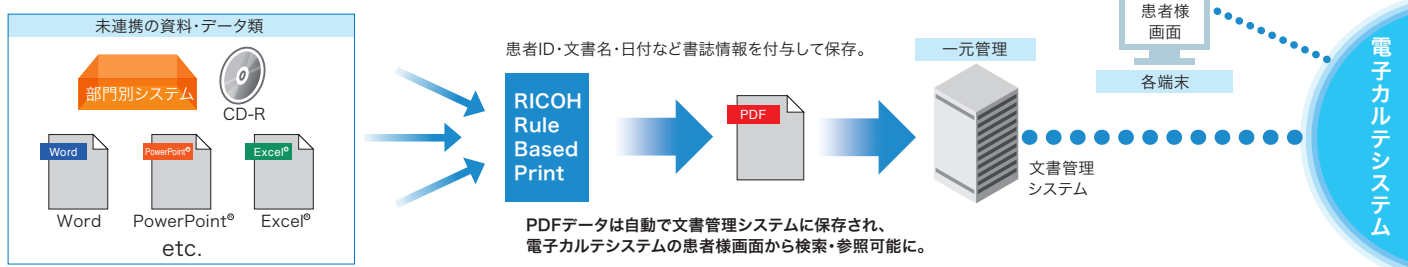 未連携の資料・データ類
部門別システム
CD-R
Word
PowerPoint®
Excel®
Word
PowerPoint®
Excel®
etc.
患者ID・文書名・日付など書誌情報を付与して保存。
RICOH
Rule
Based
Print
PDF
PDFデータは自動で文書管理システムに保存され、
電子カルテシステムの患者様画面から検索・参照可能に。
一元管理
文書管理
システム
患者様
画面
各端末
電子カルテシステム